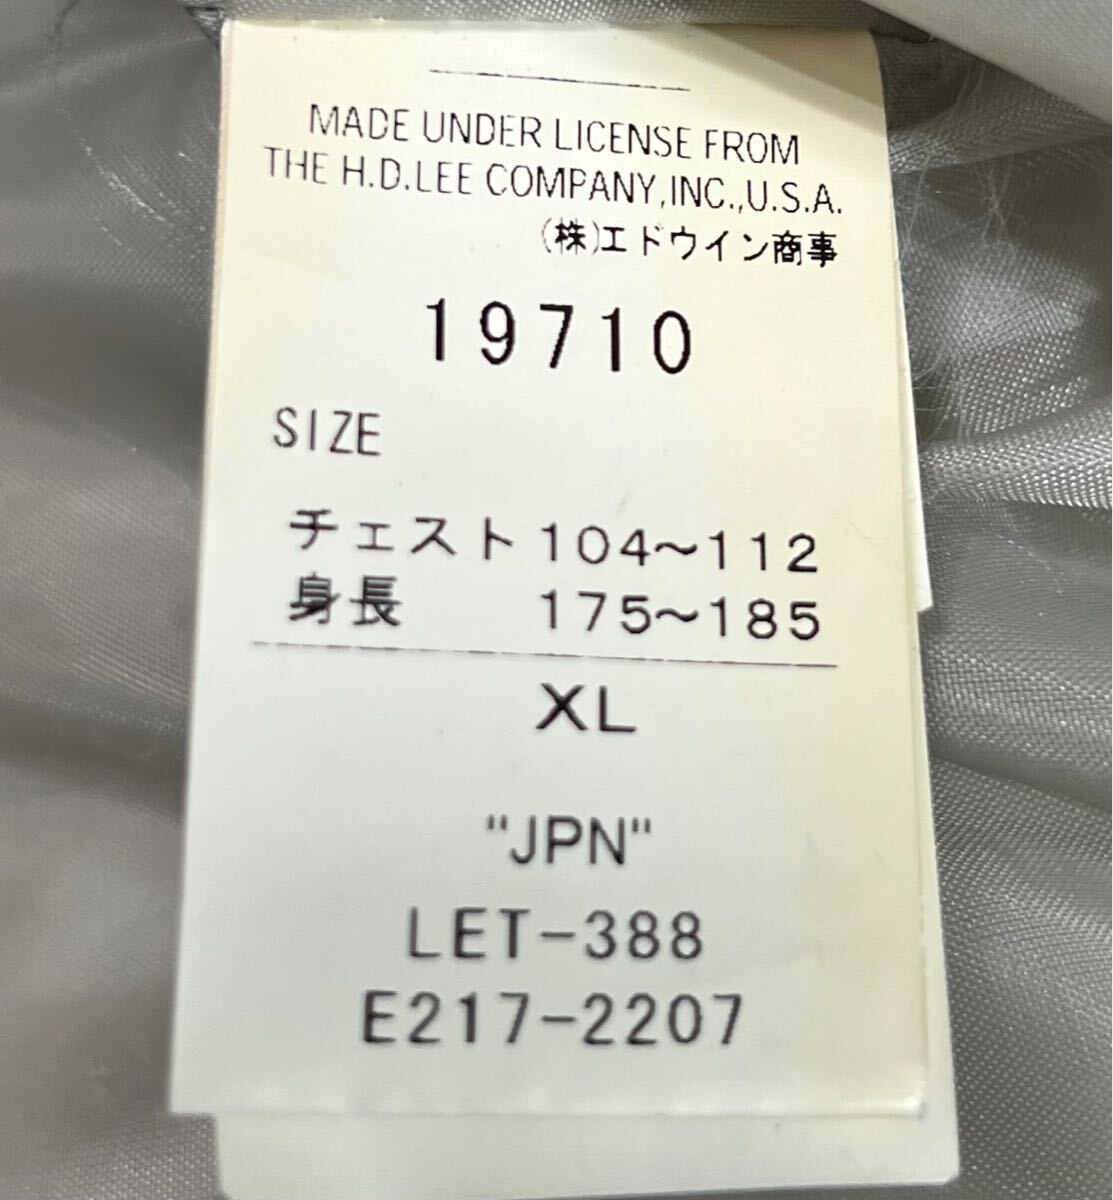 MADE UNDER LICENSE FROM
THE H.D.LEE COMPANY,INC.,U.S.A.
(株)エドウイン商事
19710
SIZE
チェスト 104〜112
身長 175〜185
XL
"JPN"
LET-388
E217-2207